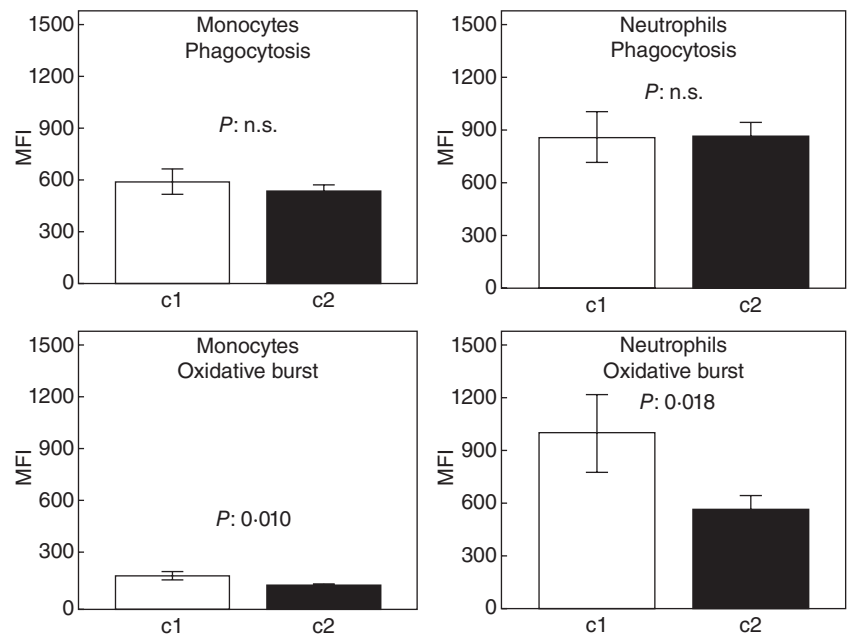 Monocytes
Phagocytosis
P: n.s.
MFI
1500
1200
900
600
300
0
c1
c2
Neutrophils
Phagocytosis
P: n.s.
MFI
1500
1200
900
600
300
0
c1
c2
Monocytes
Oxidative burst
P: 0·010
MFI
1500
1200
900
600
300
0
c1
c2
Neutrophils
Oxidative burst
P: 0·018
MFI
1500
1200
900
600
300
0
c1
c2